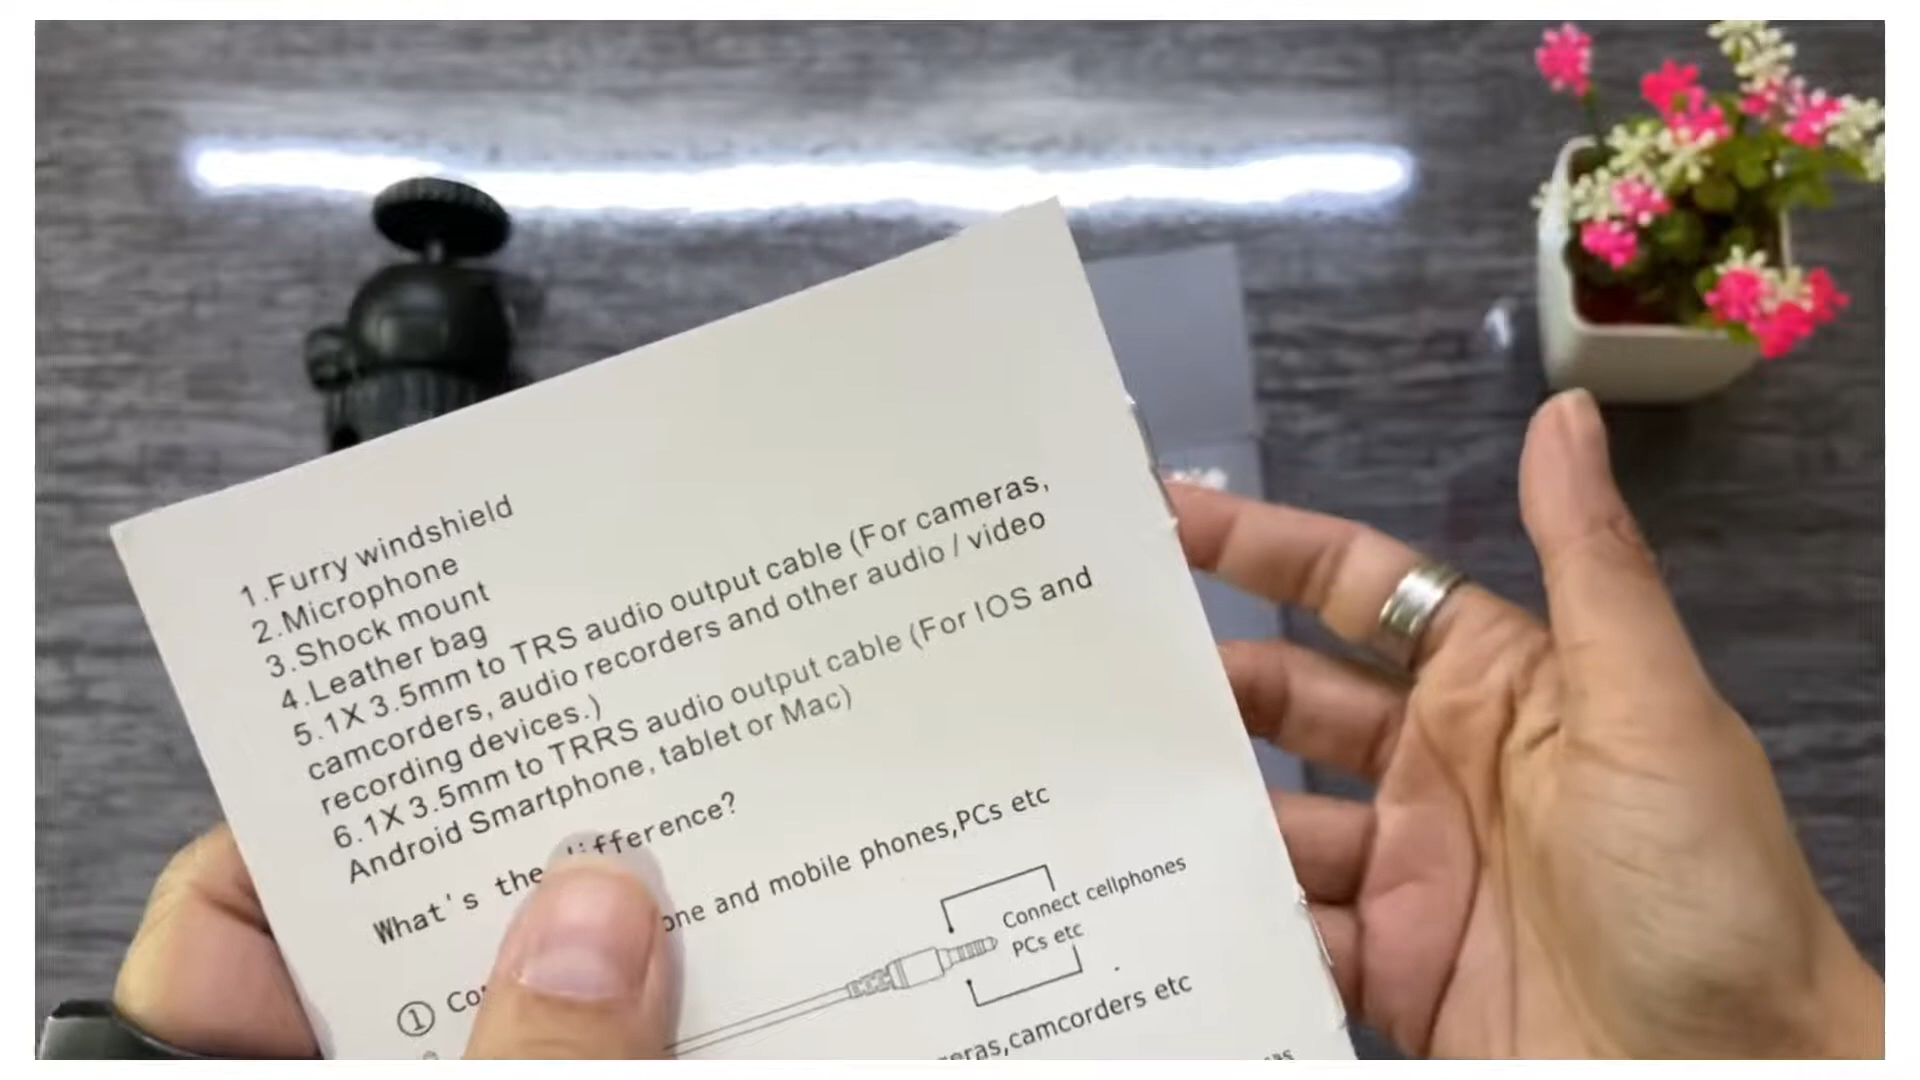 1.Furry windshield
2.Microphone
3.Shock mount
4.Leather bag
5.1X 3.5mm to TRS audio output cable (For cameras,
camcorders, audio recorders and other audio / video
recording devices.)
6.1X 3.5mm to TRRS audio output cable (For IOS and
Android Smartphone, tablet or Mac)
What's the difference?
① and mobile phones,PCs etc
Connect cellphones
PCs etc
camcorders etc